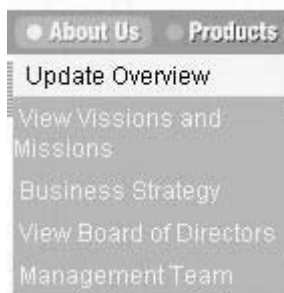 About Us Products
Update Overview
View Vissions and
Missions
Business Strategy
View Board of Directors
Management Team